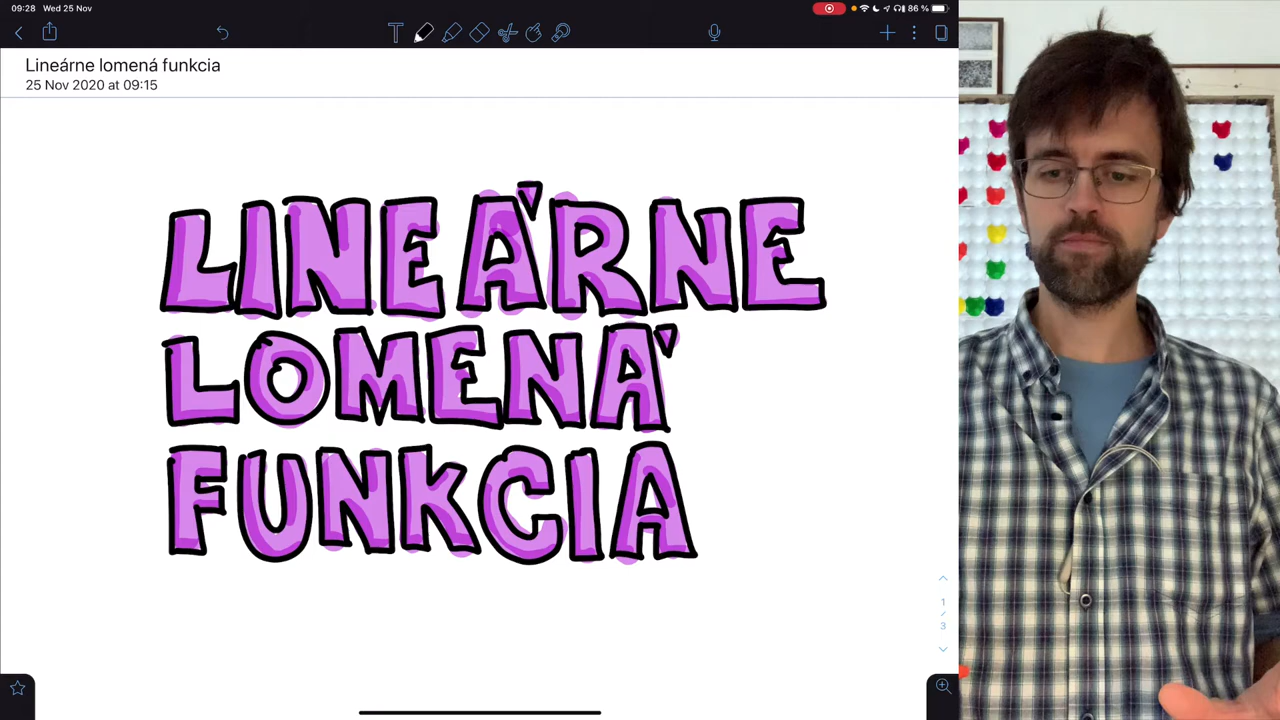 09:28 Wed 25 Nov
86 %
T
Lineárne lomená funkcia
25 Nov 2020 at 09:15
LINEÁRNE
LOMENÁ
FUNKCIA
1
/
3